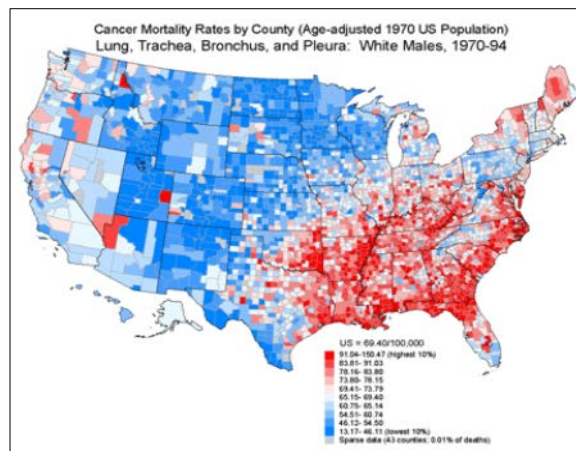 Cancer Mortality Rates by County (Age-adjusted 1970 US Population)
Lung, Trachea, Bronchus, and Pleura: White Males, 1970-94
US = 69.40/100,000
91.04-150.47 (highest 10%)
83.81- 91.03
78.16- 83.80
73.80- 78.15
69.41- 73.79
65.15- 69.40
60.75- 65.14
54.51- 60.74
46.12- 54.50
13.17- 46.11 (lowest 10%)
Sparse data (43 counties; 0.01% of deaths)